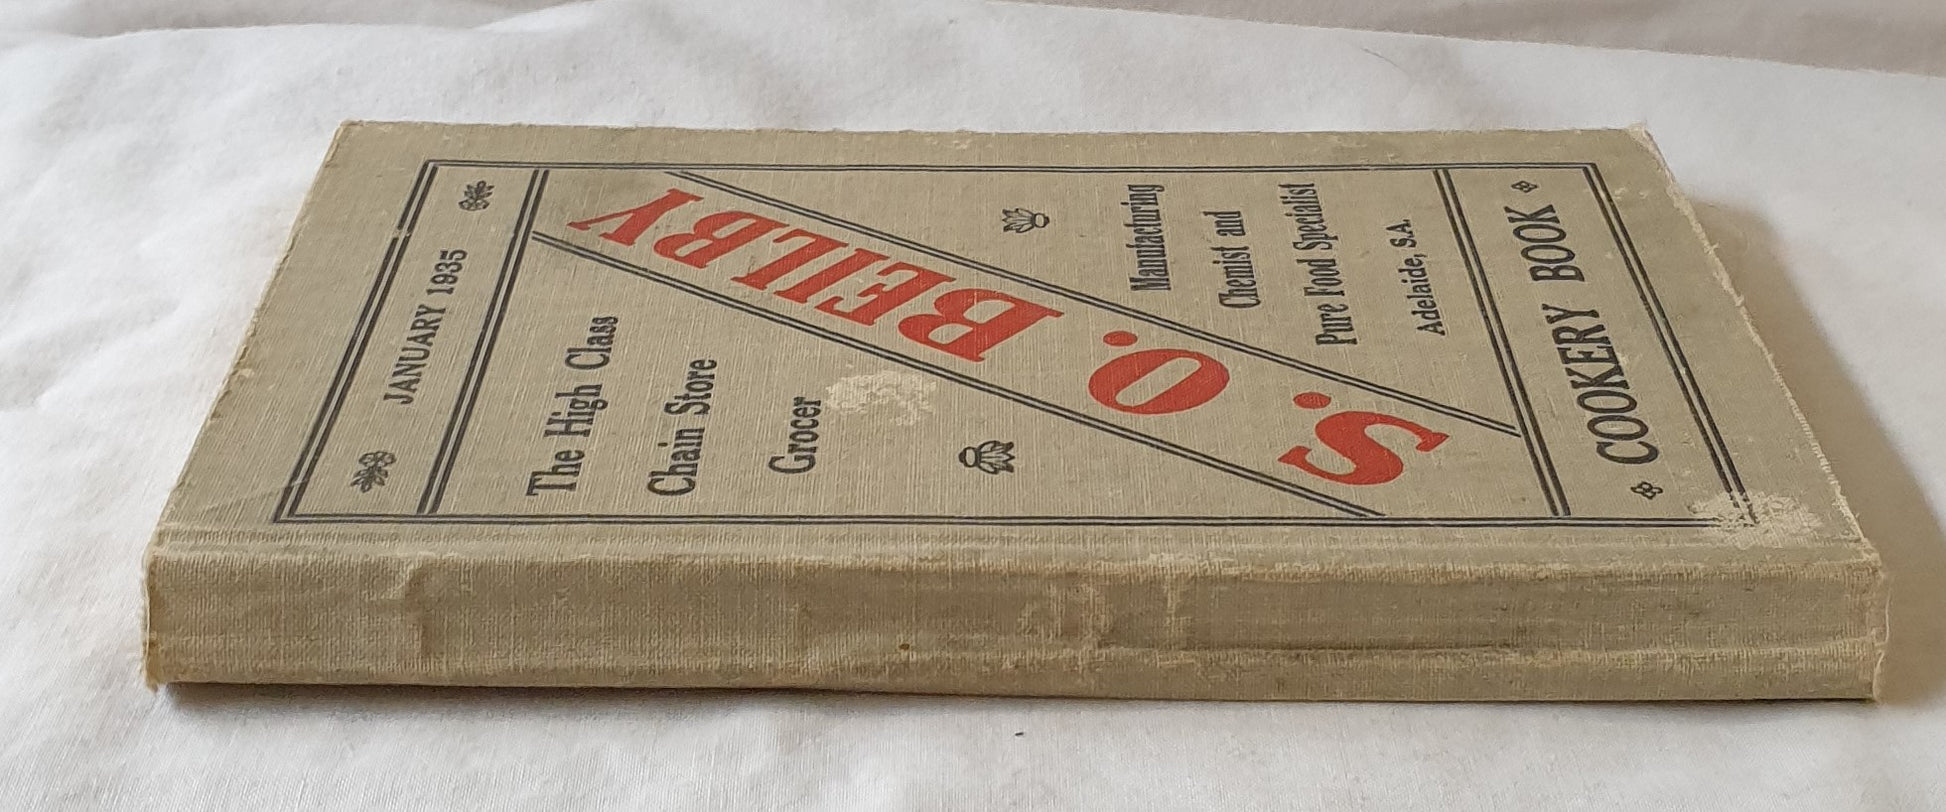 JANUARY 1935
The High Class
Chain Store
Grocer
S. O. BEILBY
Manufacturing
Chemist and
Pure Food Specialist
Adelaide, S.A.
COOKERY BOOK